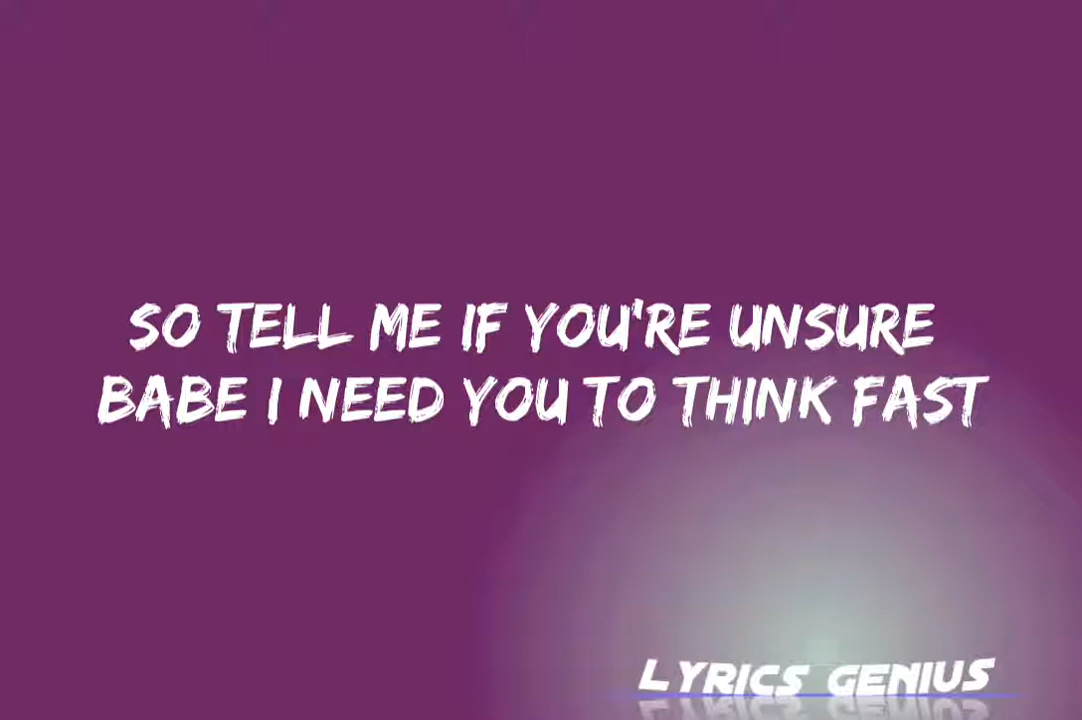 SO TELL ME IF YOU'RE UNSURE
BABE I NEED YOU TO THINK FAST
LYRICS GENIUS